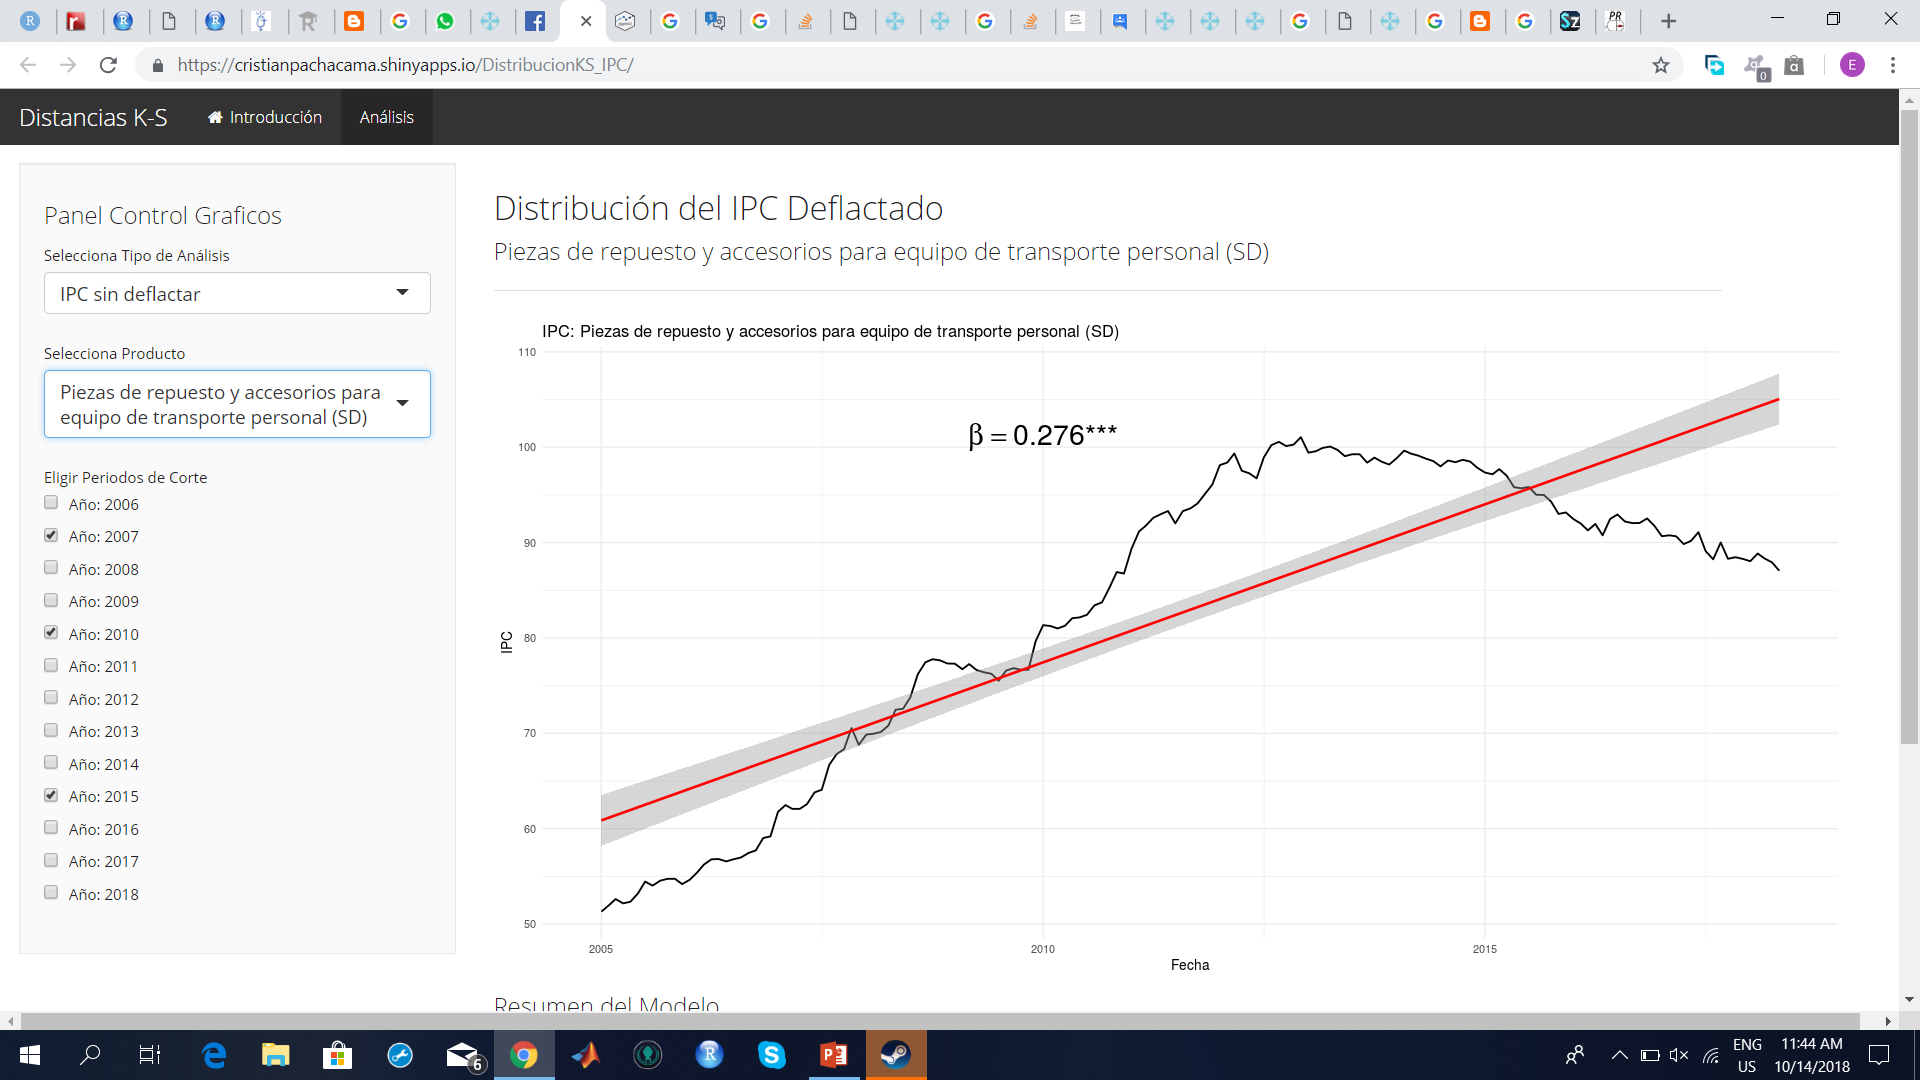 https://cristianpachacama.shinyapps.io/DistribucionKS_IPC/
0
E
Distancias K-S
Introducción
Análisis
Panel Control Graficos
Selecciona Tipo de Análisis
IPC sin deflactar
Selecciona Producto
Piezas de repuesto y accesorios para
equipo de transporte personal (SD)
Eligir Periodos de Corte
Año: 2006
Año: 2007
Año: 2008
Año: 2009
Año: 2010
Año: 2011
Año: 2012
Año: 2013
Año: 2014
Año: 2015
Año: 2016
Año: 2017
Año: 2018
Distribución del IPC Deflactado
Piezas de repuesto y accesorios para equipo de transporte personal (SD)
IPC: Piezas de repuesto y accesorios para equipo de transporte personal (SD)
β = 0.276***
110
100
90
80
70
60
50
IPC
2005
2010
2015
Fecha
Resumen del Modelo
6
ENG
US
11:44 AM
10/14/2018